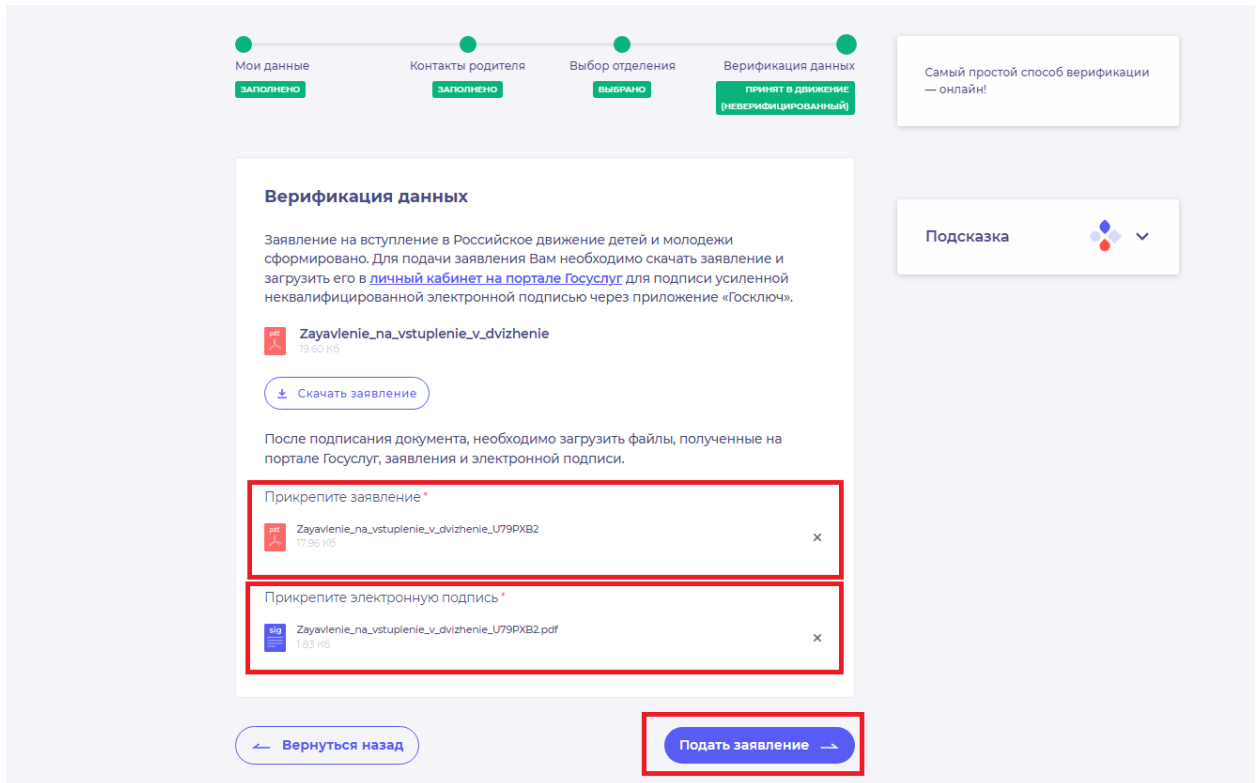 Мои данные
Контакты родителя
Выбор отделения
Верификация данных
ЗАПОЛНЕНО
ЗАПОЛНЕНО
ВЫБРАНО
ПРИНЯТ В ДВИЖЕНИЕ
(НЕВЕРИФИЦИРОВАННЫЙ)
Самый простой способ верификации
— онлайн!
Верификация данных
Заявление на вступление в Российское движение детей и молодежи
сформировано. Для подачи заявления Вам необходимо скачать заявление и
загрузить его в личный кабинет на портале Госуслуг для подписи усиленной
неквалифицированной электронной подписью через приложение «Госключ».
Подсказка
pdf
Zayavlenie_na_vstuplenie_v_dvizhenie
19.60 Кб
Скачать заявление
После подписания документа, необходимо загрузить файлы, полученные на
портале Госуслуг, заявления и электронной подписи.
Прикрепите заявление*
pdf
Zayavlenie_na_vstuplenie_v_dvizhenie_U79PXB2
17.96 Кб
Прикрепите электронную подпись*
sig
Zayavlenie_na_vstuplenie_v_dvizhenie_U79PXB2.pdf
1.83 Кб
Вернуться назад
Подать заявление